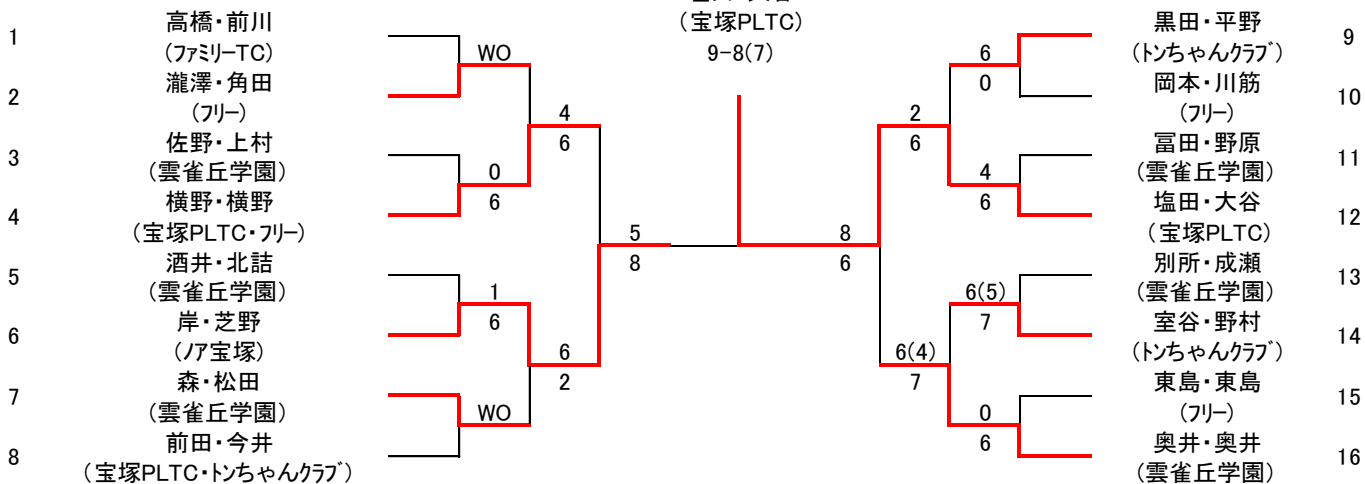 (宝塚PLTC)
9-8(7)
1
高橋・前川
(ファミリーTC)
WO
2
瀧澤・角田
(フリー)
4
6
3
佐野・上村
(雲雀丘学園)
0
6
4
横野・横野
(宝塚PLTC・フリー)
5
8
5
酒井・北詰
(雲雀丘学園)
1
6
6
岸・芝野
(ノア宝塚)
6
2
7
森・松田
(雲雀丘学園)
WO
8
前田・今井
(宝塚PLTC・トンちゃんクラブ)
黒田・平野
(トンちゃんクラブ)
9
6
0
岡本・川筋
(フリー)
10
2
6
冨田・野原
(雲雀丘学園)
11
4
6
塩田・大谷
(宝塚PLTC)
12
8
6
別所・成瀬
(雲雀丘学園)
13
6(5)
7
室谷・野村
(トンちゃんクラブ)
14
6(4)
7
東島・東島
(フリー)
15
0
6
奥井・奥井
(雲雀丘学園)
16